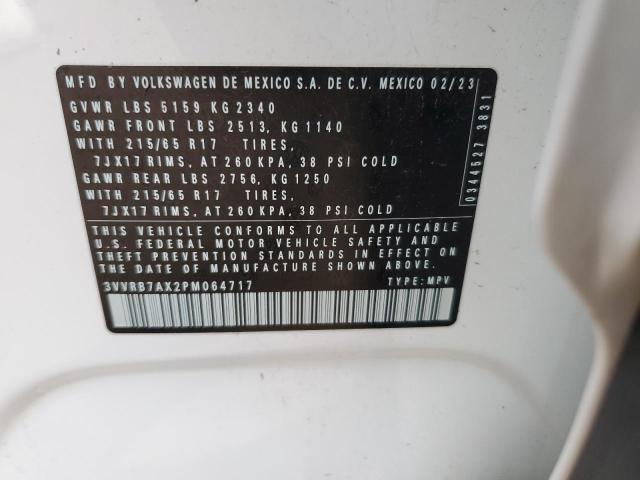 MFD BY VOLKSWAGEN DE MEXICO S.A. DE C.V. MEXICO 02/23
GVWR LBS 5159 KG 2340
GAWR FRONT LBS 2513, KG 1140
WITH 215/65 R17 TIRES,
7JX17 RIMS, AT 260 KPA, 38 PSI COLD
GAWR REAR LBS 2756, KG 1250
WITH 215/65 R17 TIRES,
7JX17 RIMS, AT 260 KPA, 38 PSI COLD
THIS VEHICLE CONFORMS TO ALL APPLICABLE
U.S. FEDERAL MOTOR VEHICLE SAFETY AND
THEFT PREVENTION STANDARDS IN EFFECT ON
THE DATE OF MANUFACTURE SHOWN ABOVE.
3VVRB7AX2PM064717 TYPE: MPV
0344527 3831